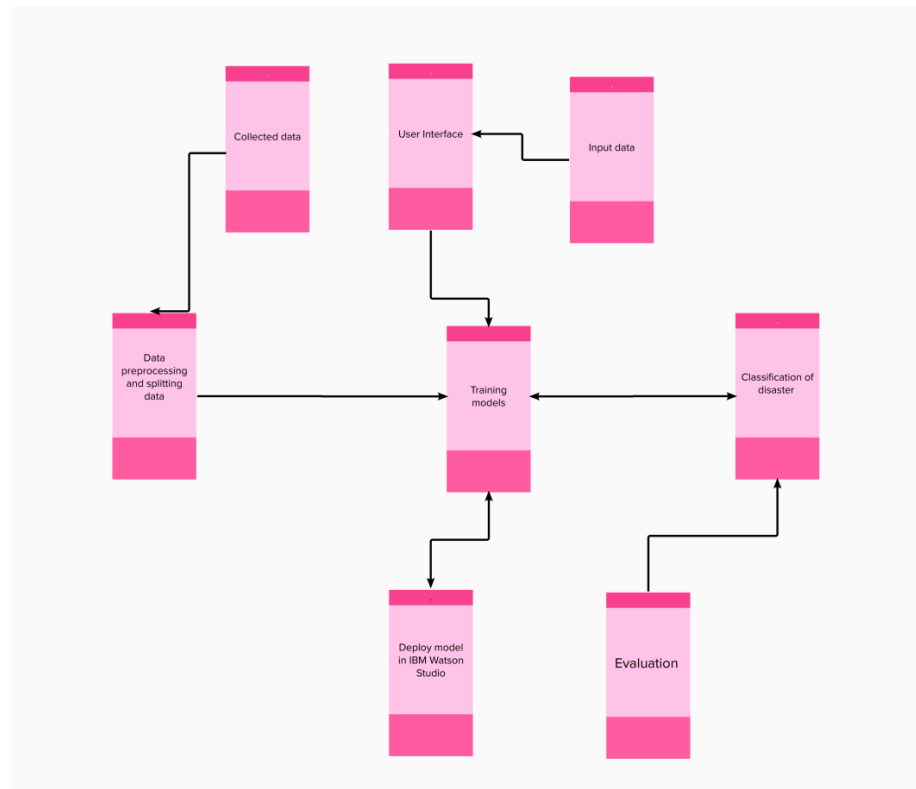 Collected data
User Interface
Input data
Data
preprocessing
and splitting
data
Training
models
Classification of
disaster
Deploy model
in IBM Watson
Studio
Evaluation